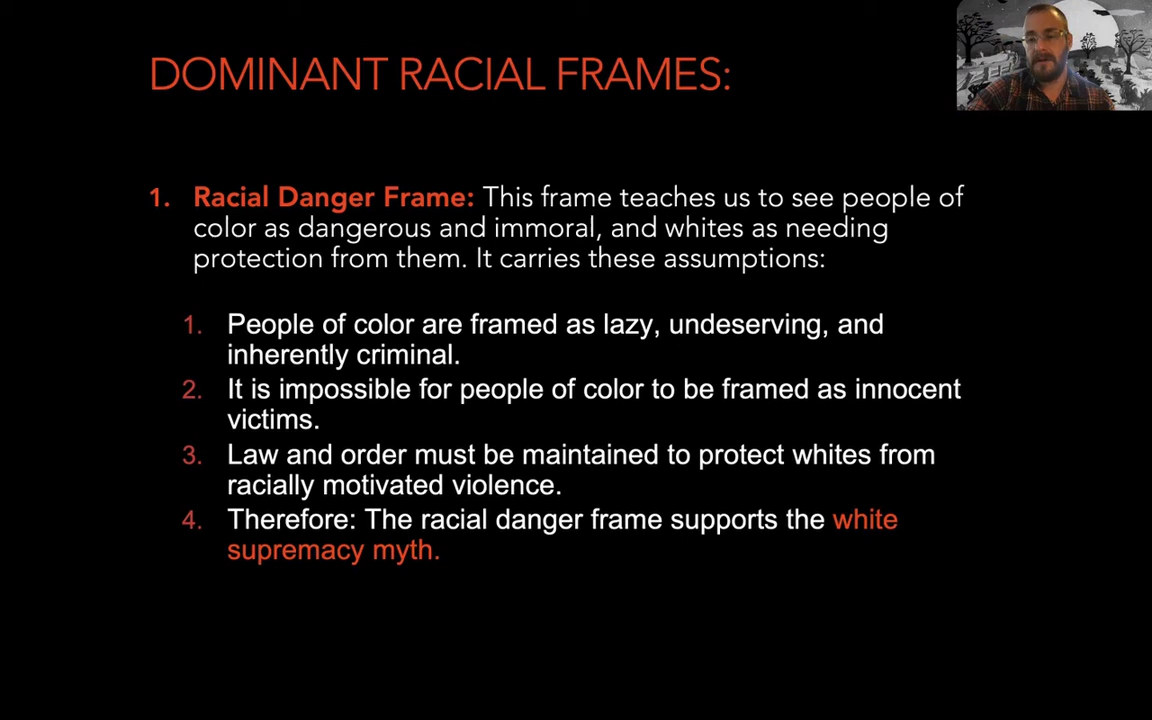 DOMINANT RACIAL FRAMES:
1. Racial Danger Frame: This frame teaches us to see people of
color as dangerous and immoral, and whites as needing
protection from them. It carries these assumptions:
1. People of color are framed as lazy, undeserving, and
inherently criminal.
2. It is impossible for people of color to be framed as innocent
victims.
3. Law and order must be maintained to protect whites from
racially motivated violence.
4. Therefore: The racial danger frame supports the white
supremacy myth.